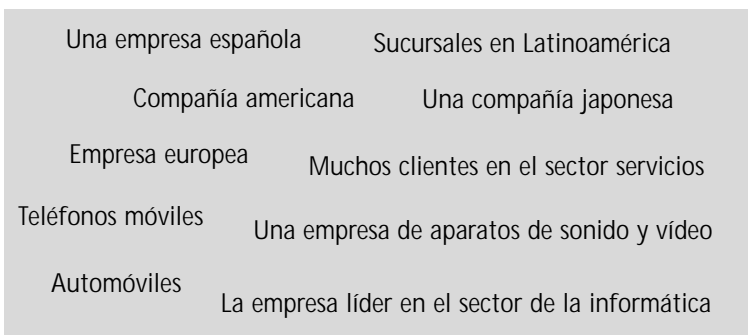 Una empresa española
Sucursales en Latinoamérica
Compañía americana
Una compañía japonesa
Empresa europea
Muchos clientes en el sector servicios
Teléfonos móviles
Una empresa de aparatos de sonido y vídeo
Automóviles
La empresa líder en el sector de la informática